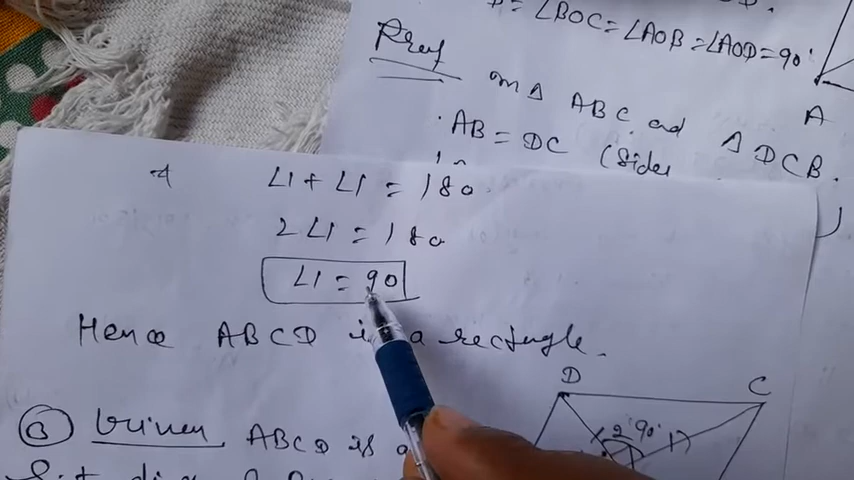 = ∠BOC = ∠AOB = ∠AOD = 90°
Proof
In Δ ABC and Δ DCB.
AB = DC (Sides
A
∠1 + ∠1 = 180
2∠1 = 180
∠1 = 90
Hence ABCD is a rectangle.
D C
③ Given ABCD is a
2 90° 1